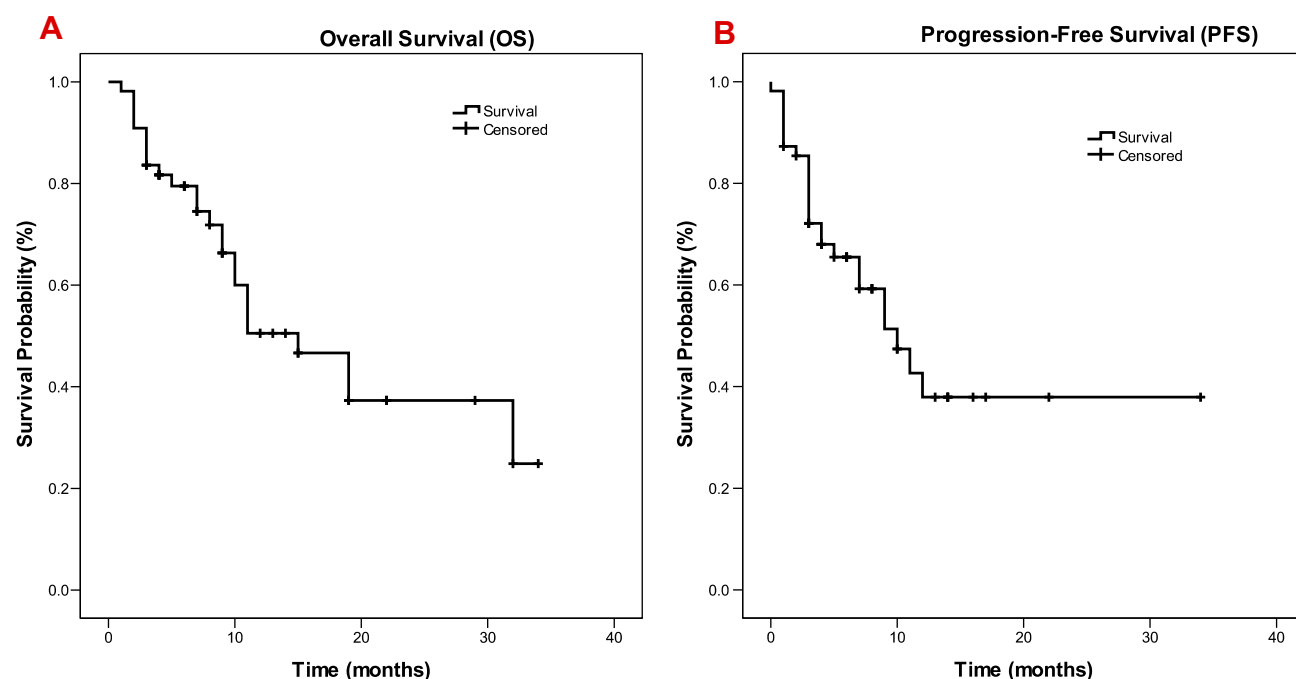 A
Overall Survival (OS)
Survival
Censored
Survival Probability (%)
1.0
0.8
0.6
0.4
0.2
0.0
0 10 20 30 40
Time (months)
B
Progression-Free Survival (PFS)
Survival
Censored
Survival Probability (%)
1.0
0.8
0.6
0.4
0.2
0.0
0 10 20 30 40
Time (months)